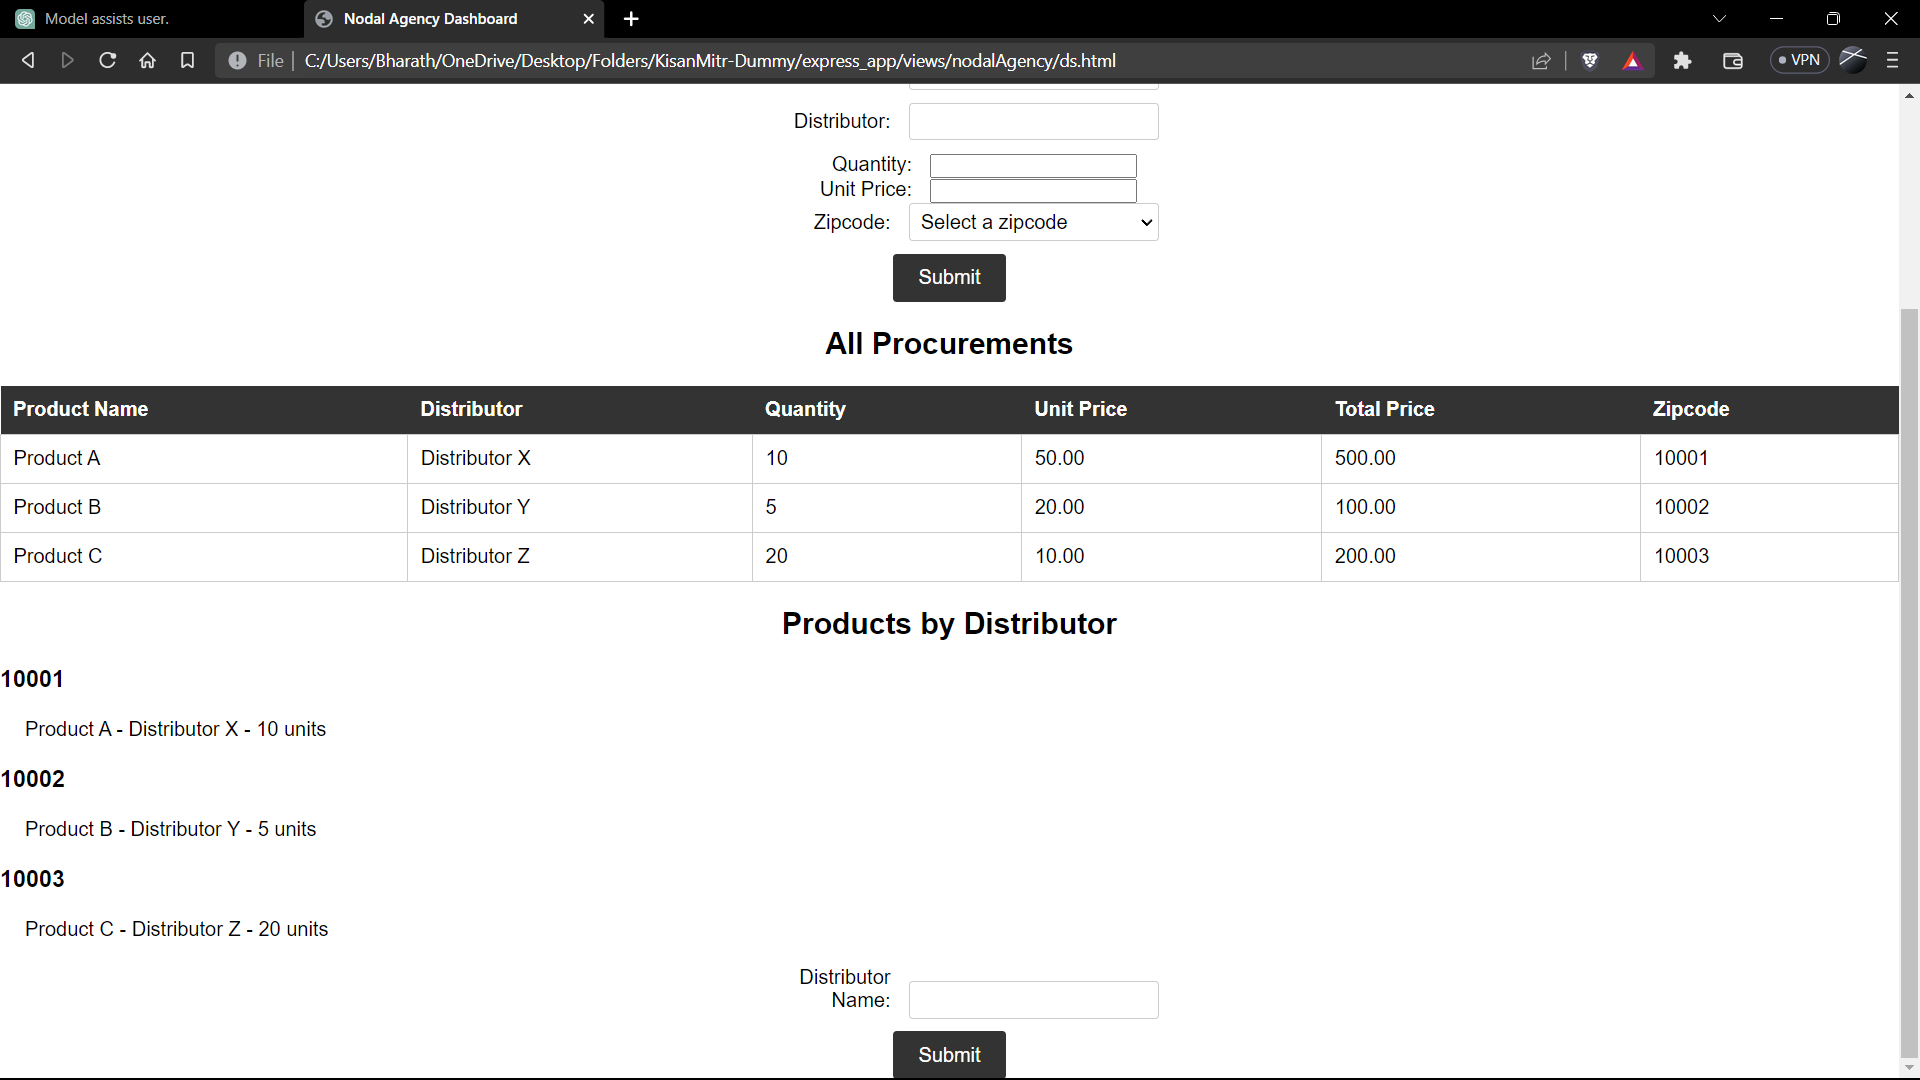 Model assists user.
Nodal Agency Dashboard
File
C:/Users/Bharath/OneDrive/Desktop/Folders/KisanMitr-Dummy/express_app/views/nodalAgency/ds.html
VPN
Distributor:
Quantity:
Unit Price:
Zipcode: Select a zipcode
Submit
All Procurements
Product Name Distributor Quantity Unit Price Total Price Zipcode
Product A Distributor X 10 50.00 500.00 10001
Product B Distributor Y 5 20.00 100.00 10002
Product C Distributor Z 20 10.00 200.00 10003
Products by Distributor
10001
Product A - Distributor X - 10 units
10002
Product B - Distributor Y - 5 units
10003
Product C - Distributor Z - 20 units
Distributor
Name:
Submit